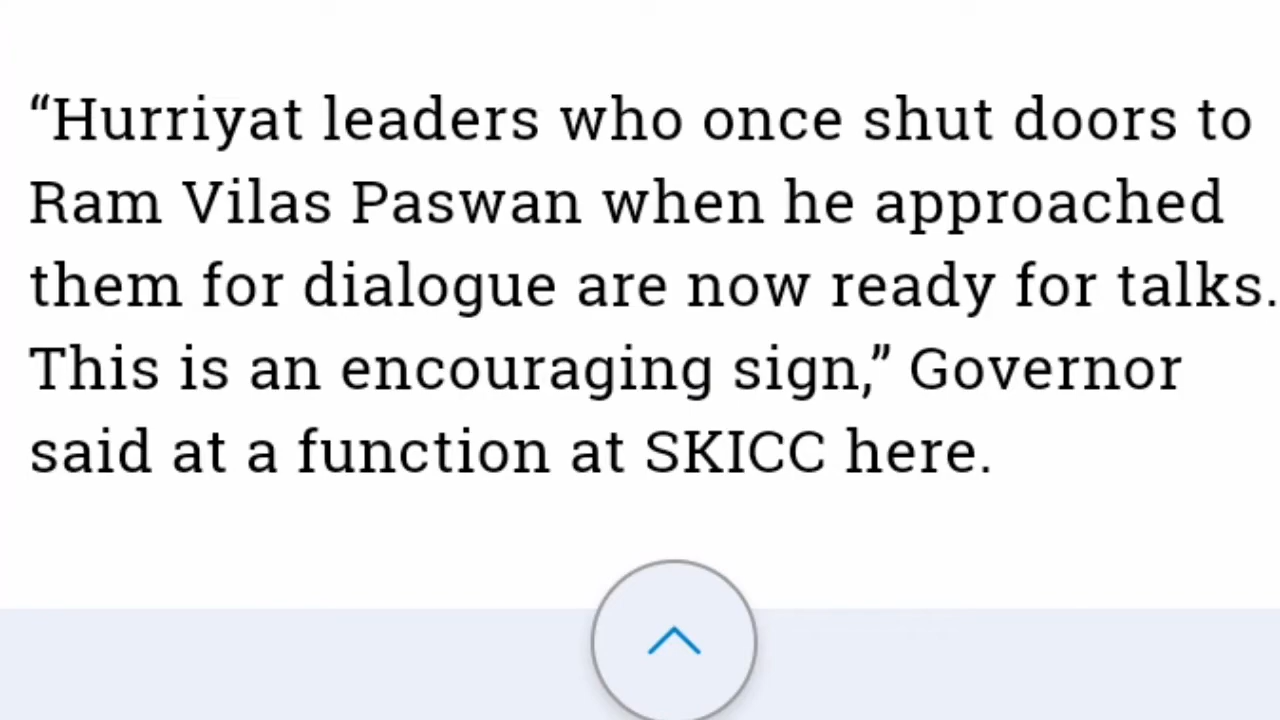 “Hurriyat leaders who once shut doors to
Ram Vilas Paswan when he approached
them for dialogue are now ready for talks.
This is an encouraging sign,” Governor
said at a function at SKICC here.